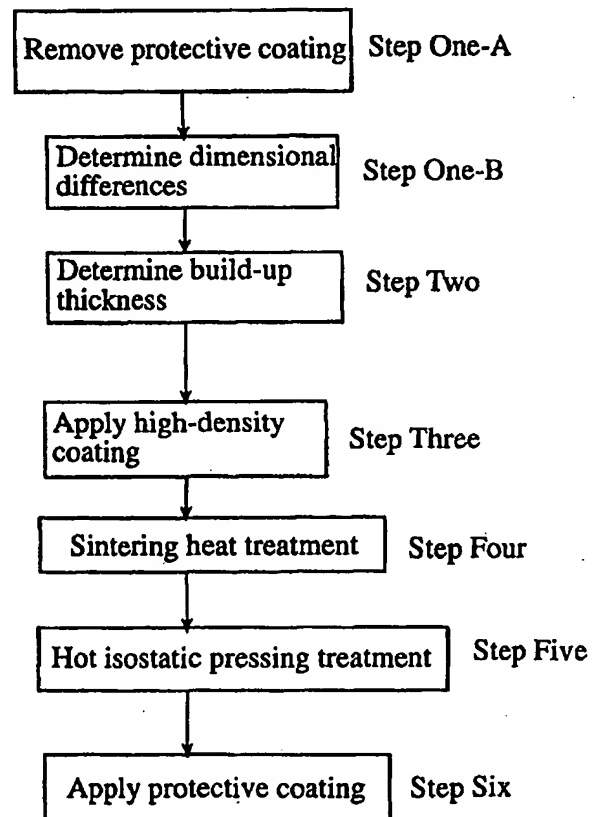 Remove protective coating Step One-A
Determine dimensional
differences Step One-B
Determine build-up
thickness Step Two
Apply high-density
coating Step Three
Sintering heat treatment Step Four
Hot isostatic pressing treatment Step Five
Apply protective coating Step Six